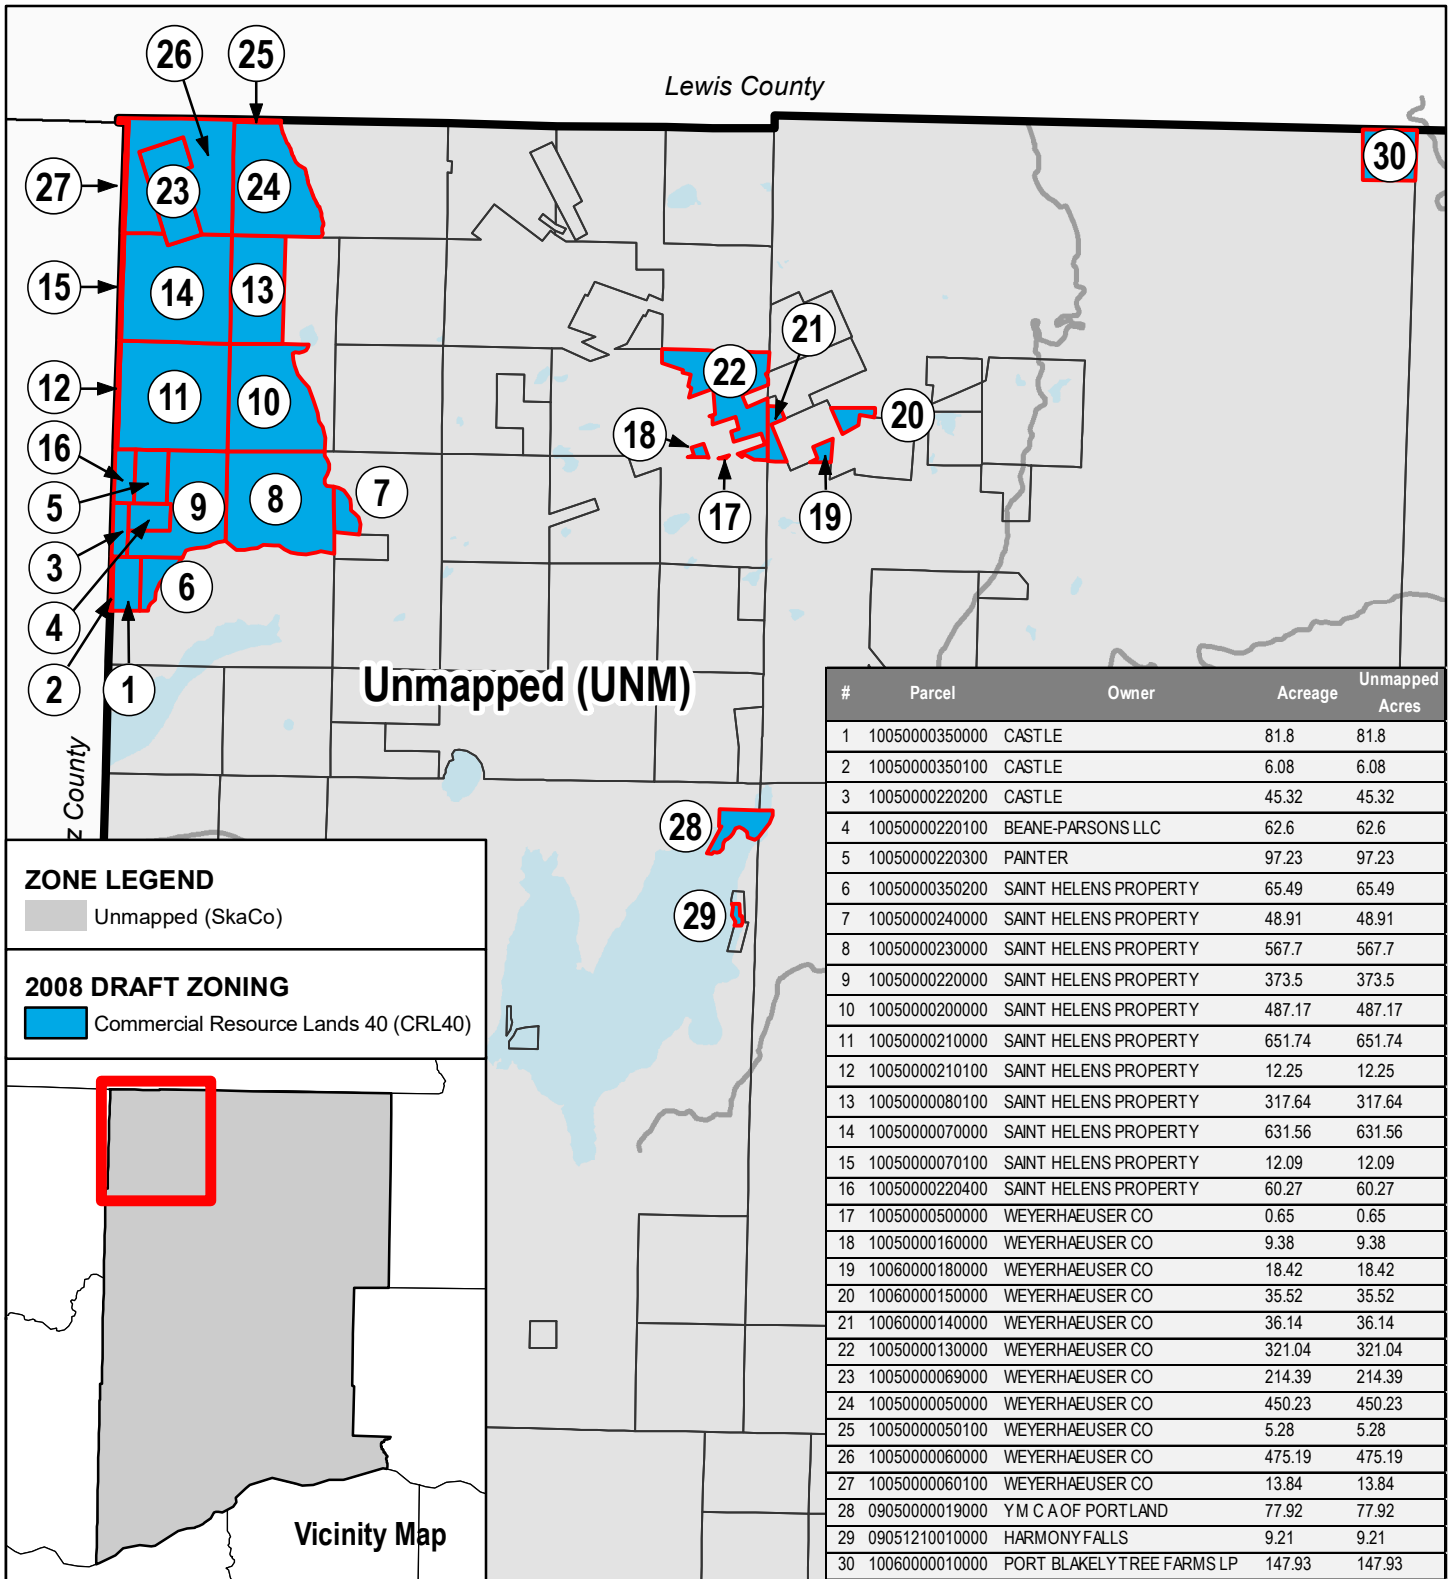 26
25
Lewis County
30
27
23
24
15
14
13
21
12
11
10
22
20
18
16
5
9
8
7
17
19
3
6
4
2
1
Unmapped (UNM)
z County
28
29
ZONE LEGEND
Unmapped (SkaCo)
2008 DRAFT ZONING
Commercial Resource Lands 40 (CRL40)
Vicinity Map
# Parcel Owner Acreage Unmapped Acres
1 10050000350000 CASTLE 81.8 81.8
2 10050000350100 CASTLE 6.08 6.08
3 10050000220200 CASTLE 45.32 45.32
4 10050000220100 BEANE-PARSONS LLC 62.6 62.6
5 10050000220300 PAINTER 97.23 97.23
6 10050000350200 SAINT HELENS PROPERTY 65.49 65.49
7 10050000240000 SAINT HELENS PROPERTY 48.91 48.91
8 10050000230000 SAINT HELENS PROPERTY 567.7 567.7
9 10050000220000 SAINT HELENS PROPERTY 373.5 373.5
10 10050000200000 SAINT HELENS PROPERTY 487.17 487.17
11 10050000210000 SAINT HELENS PROPERTY 651.74 651.74
12 10050000210100 SAINT HELENS PROPERTY 12.25 12.25
13 10050000080100 SAINT HELENS PROPERTY 317.64 317.64
14 10050000070000 SAINT HELENS PROPERTY 631.56 631.56
15 10050000070100 SAINT HELENS PROPERTY 12.09 12.09
16 10050000220400 SAINT HELENS PROPERTY 60.27 60.27
17 10050000500000 WEYERHAEUSER CO 0.65 0.65
18 10050000160000 WEYERHAEUSER CO 9.38 9.38
19 10060000180000 WEYERHAEUSER CO 18.42 18.42
20 10060000150000 WEYERHAEUSER CO 35.52 35.52
21 10060000140000 WEYERHAEUSER CO 36.14 36.14
22 10050000130000 WEYERHAEUSER CO 321.04 321.04
23 10050000069000 WEYERHAEUSER CO 214.39 214.39
24 10050000050000 WEYERHAEUSER CO 450.23 450.23
25 10050000050100 WEYERHAEUSER CO 5.28 5.28
26 10050000060000 WEYERHAEUSER CO 475.19 475.19
27 10050000060100 WEYERHAEUSER CO 13.84 13.84
28 09050000019000 Y M C A OF PORTLAND 77.92 77.92
29 09051210010000 HARMONY FALLS 9.21 9.21
30 10060000010000 PORT BLAKELY TREE FARMS LP 147.93 147.93